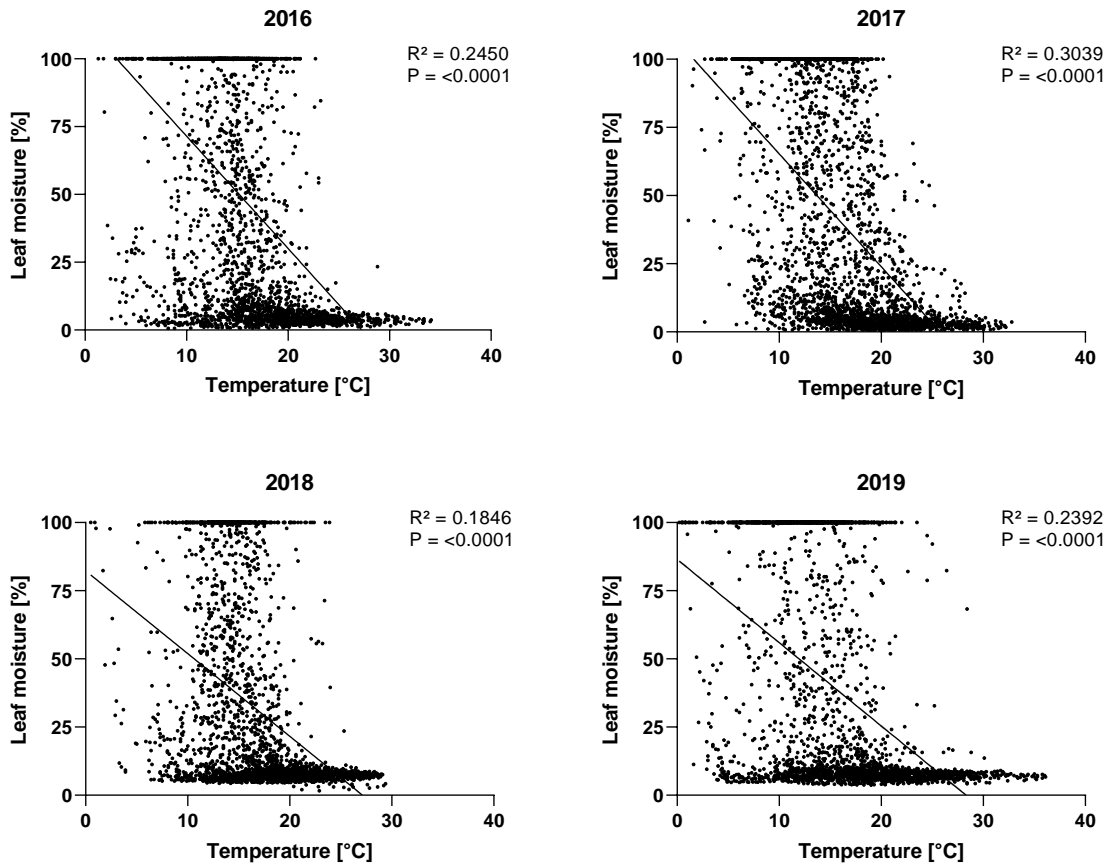 2016
R² = 0.2450
P = <0.0001
100
75
50
25
0
Leaf moisture [%]
0 10 20 30 40
Temperature [°C]
2017
R² = 0.3039
P = <0.0001
100
75
50
25
0
Leaf moisture [%]
0 10 20 30 40
Temperature [°C]
2018
R² = 0.1846
P = <0.0001
100
75
50
25
0
Leaf moisture [%]
0 10 20 30 40
Temperature [°C]
2019
R² = 0.2392
P = <0.0001
100
75
50
25
0
Leaf moisture [%]
0 10 20 30 40
Temperature [°C]